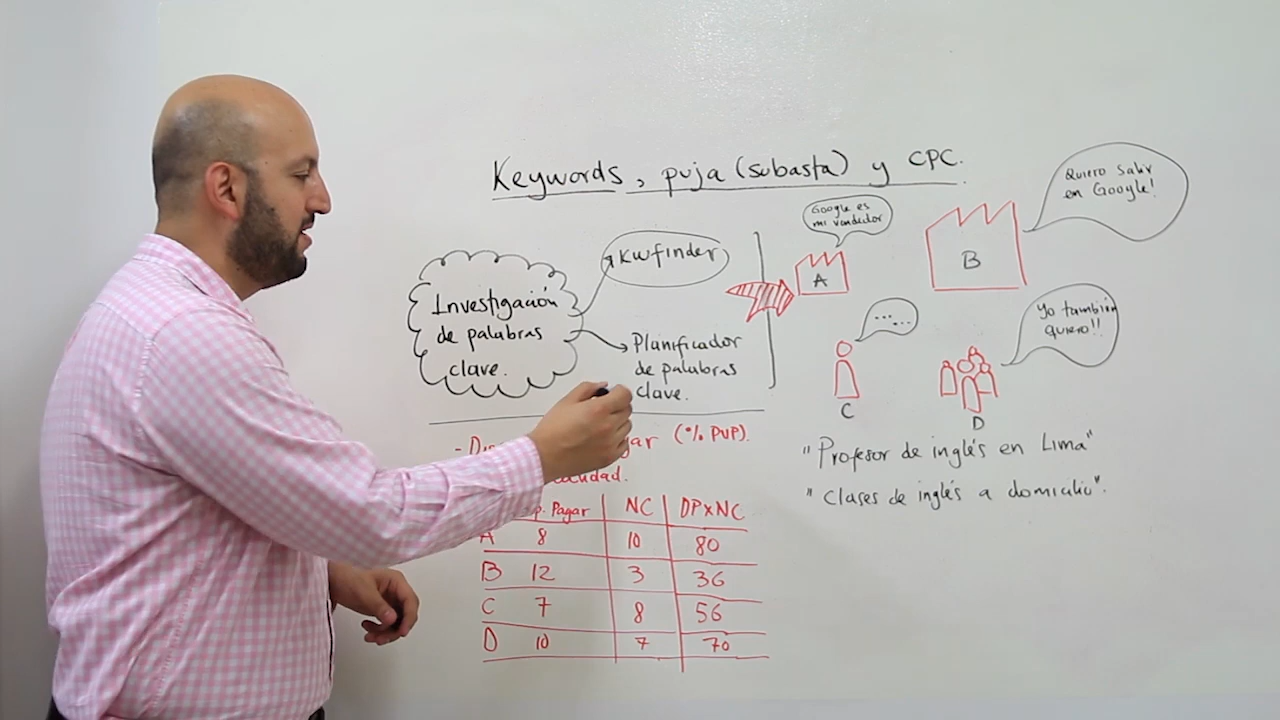 Keywords, puja (subasta) y CPC.
Investigación
de palabras
clave.
Kwfinder
Planificador
de palabras
clave.
Google es
mi vendedor
A
B
Quiero salir
en Google!
.....
C
Yo también
quiero!!
D
"Profesor de inglés en Lima"
"Clases de inglés a domicilio".
(% PVP).
Pagar NC DPxNC
A 8 10 80
B 12 3 36
C 7 8 56
D 10 7 70